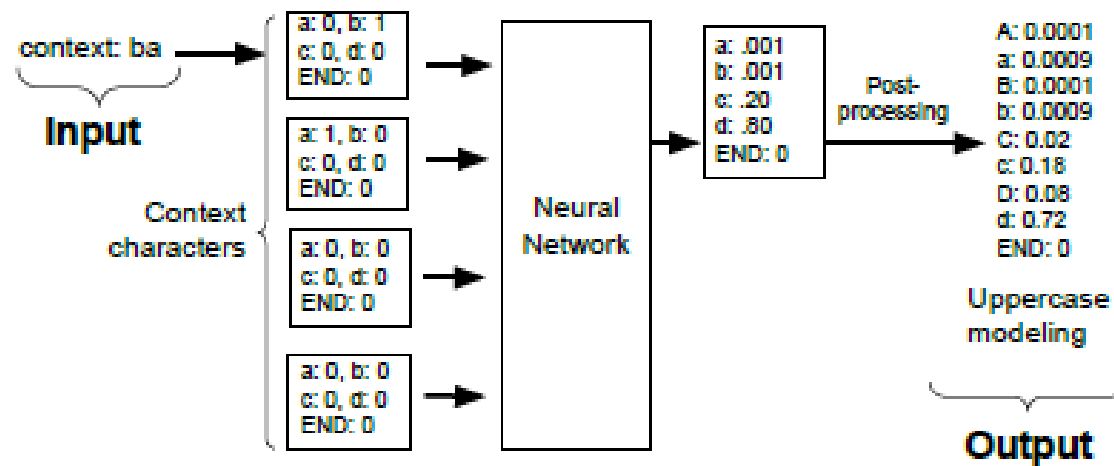 context: ba
Input
Context
characters
a: 0, b: 1
c: 0, d: 0
END: 0
a: 1, b: 0
c: 0, d: 0
END: 0
a: 0, b: 0
c: 0, d: 0
END: 0
a: 0, b: 0
c: 0, d: 0
END: 0
Neural
Network
a: .001
b: .001
c: .20
d: .80
END: 0
Post-
processing
A: 0.0001
a: 0.0009
B: 0.0001
b: 0.0009
C: 0.02
c: 0.18
D: 0.08
d: 0.72
END: 0
Uppercase
modeling
Output